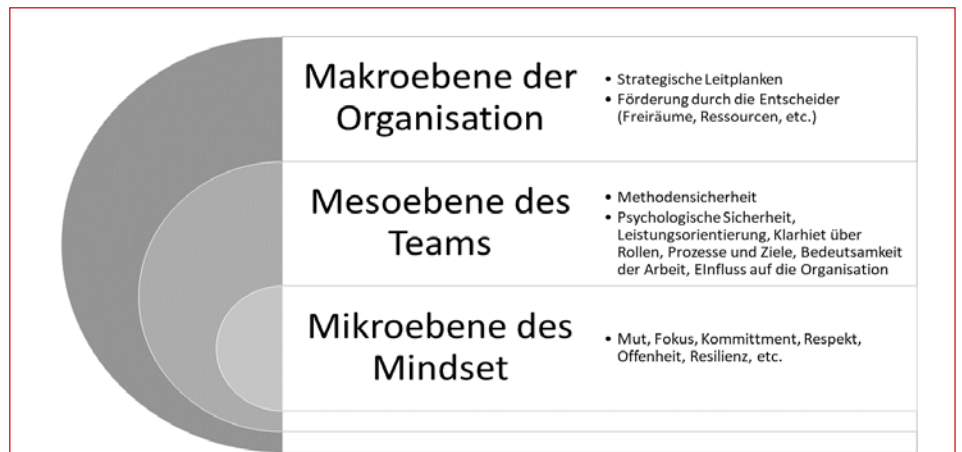 Makroebene der
Organisation
• Strategische Leitplanken
• Förderung durch die Entscheider
(Freiräume, Ressourcen, etc.)
Mesoebene des
Teams
• Methodensicherheit
• Psychologische Sicherheit,
Leistungsorientierung, Klarhiet über
Rollen, Prozesse und Ziele, Bedeutsamkeit
der Arbeit, EInfluss auf die Organisation
Mikroebene des
Mindset
• Mut, Fokus, Kommittment, Respekt,
Offenheit, Resilienz, etc.